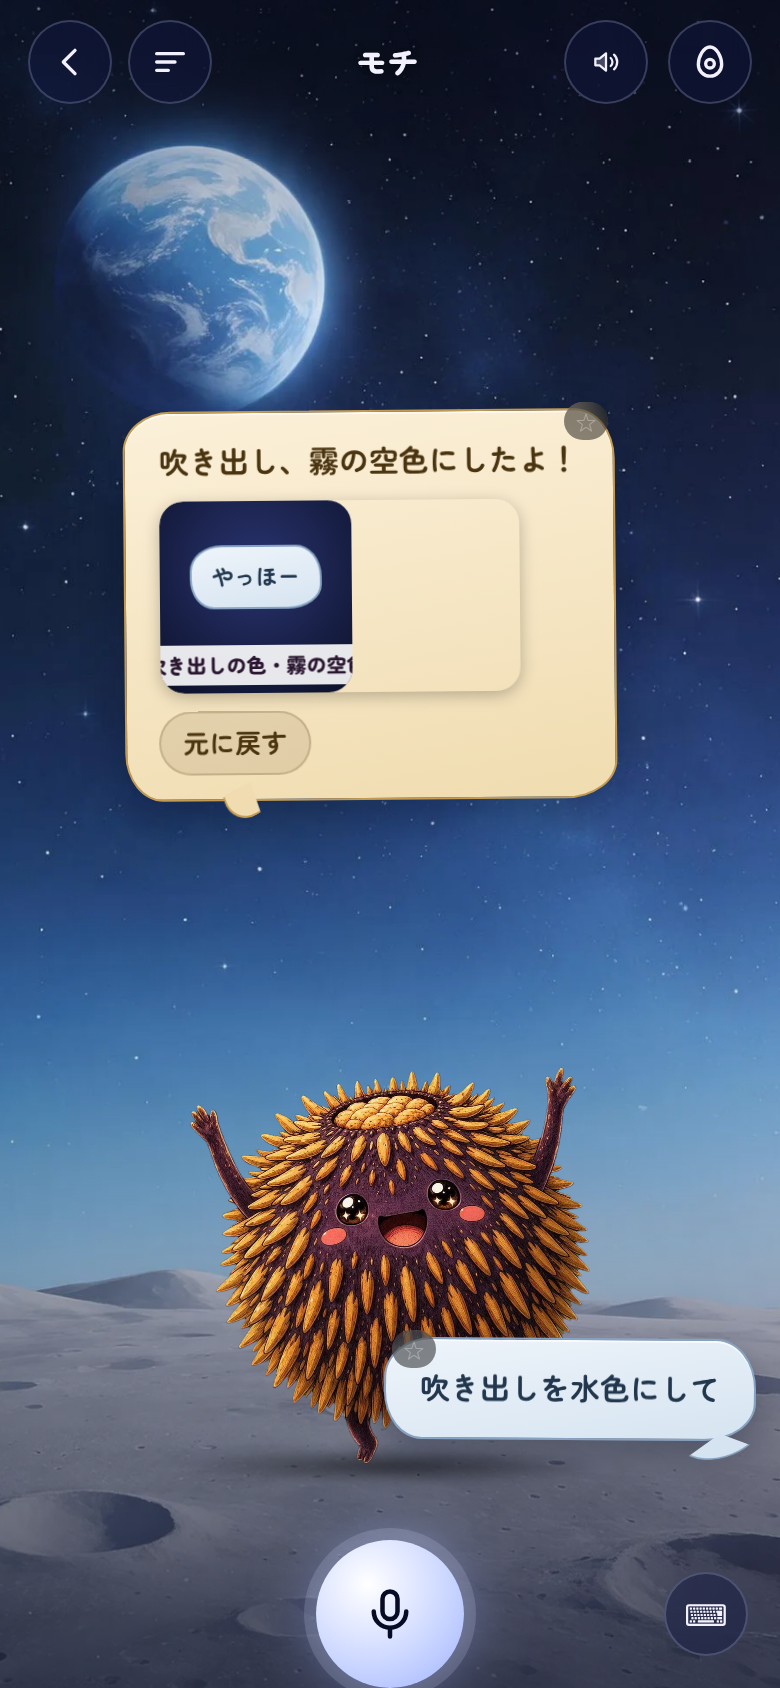 モチ
吹き出し、霧の空色にしたよ！
やっほー
き出しの色・霧の空
元に戻す
吹き出しを水色にして